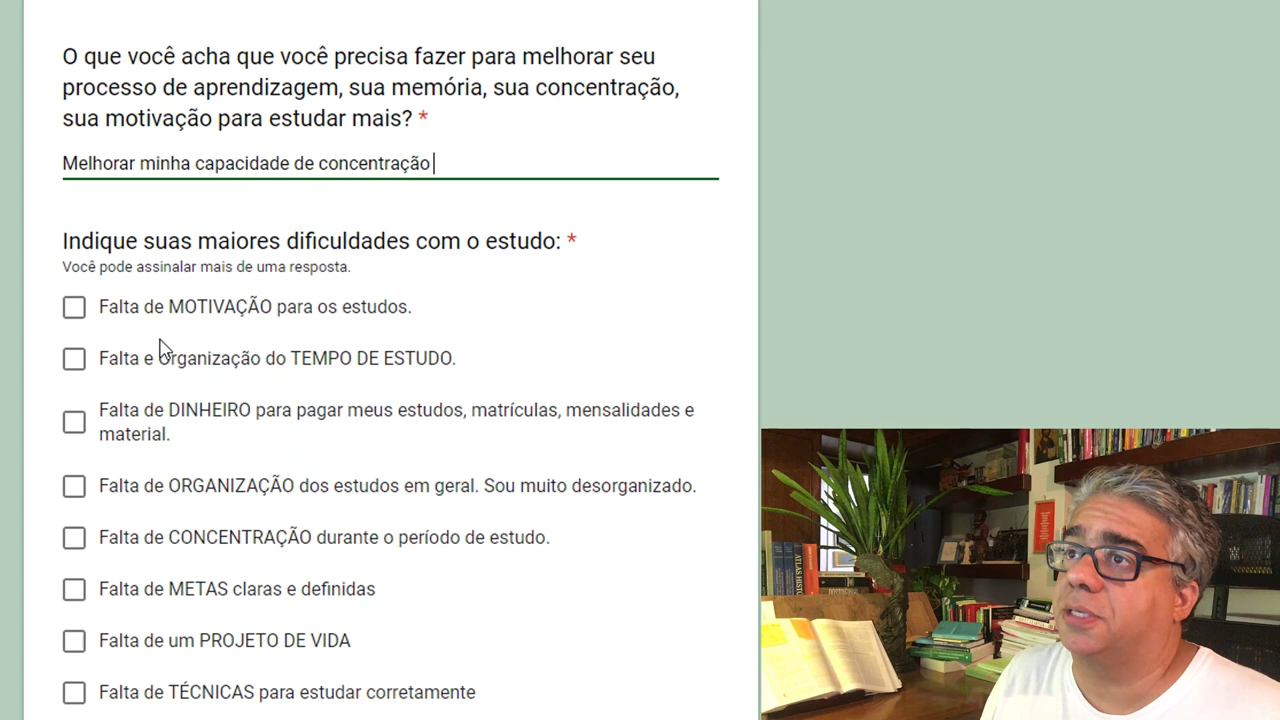 O que você acha que você precisa fazer para melhorar seu
processo de aprendizagem, sua memória, sua concentração,
sua motivação para estudar mais? *
Melhorar minha capacidade de concentração
Indique suas maiores dificuldades com o estudo: *
Você pode assinalar mais de uma resposta.
Falta de MOTIVAÇÃO para os estudos.
Falta e organização do TEMPO DE ESTUDO.
Falta de DINHEIRO para pagar meus estudos, matrículas, mensalidades e
material.
Falta de ORGANIZAÇÃO dos estudos em geral. Sou muito desorganizado.
Falta de CONCENTRAÇÃO durante o período de estudo.
Falta de METAS claras e definidas
Falta de um PROJETO DE VIDA
Falta de TÉCNICAS para estudar corretamente